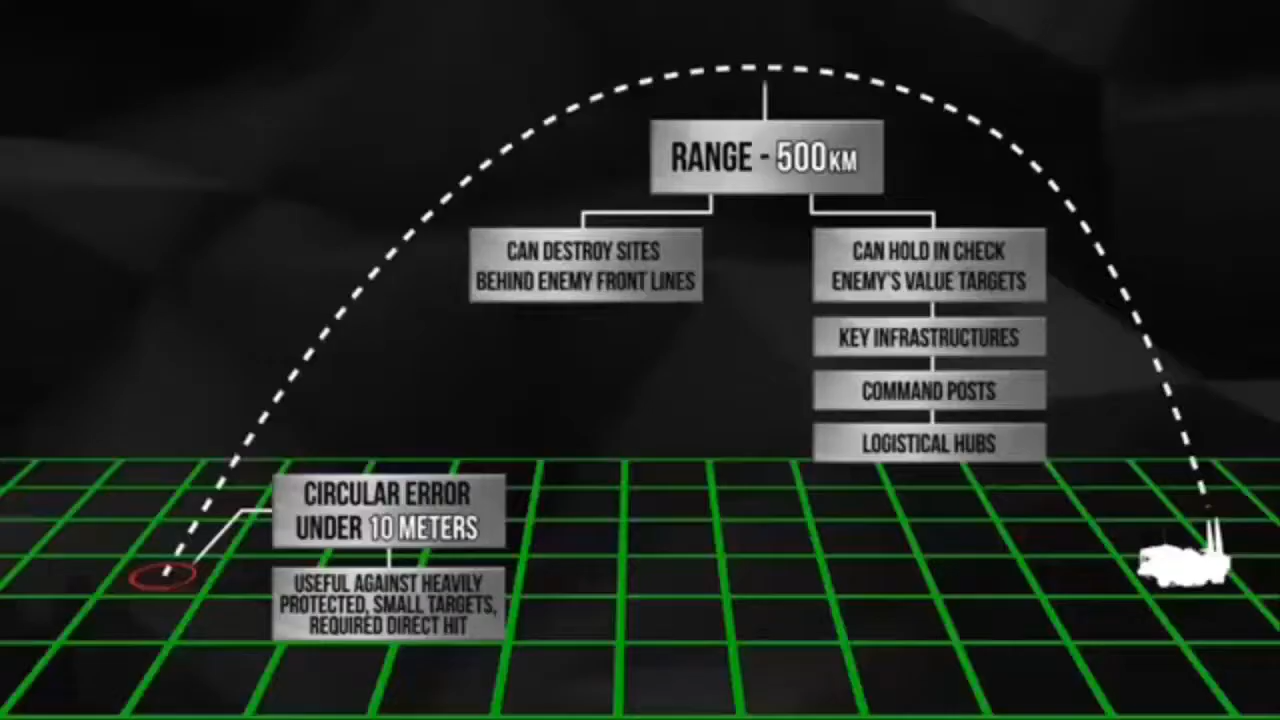 RANGE - 500KM
CAN DESTROY SITES
BEHIND ENEMY FRONT LINES
CAN HOLD IN CHECK
ENEMY'S VALUE TARGETS
KEY INFRASTRUCTURES
COMMAND POSTS
LOGISTICAL HUBS
CIRCULAR ERROR
UNDER 10 METERS
USEFUL AGAINST HEAVILY
PROTECTED, SMALL TARGETS,
REQUIRED DIRECT HIT